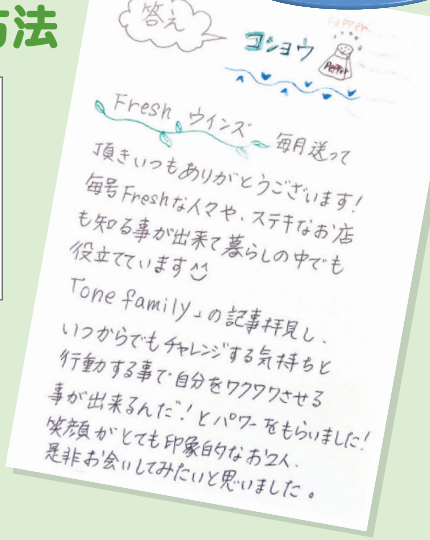 方法
答え
コショウ
Pepper
PePPer
Fresh ウインズ 毎月送って
頂きいつもありがとうございます!
毎号Freshな人々や、ステキなお店
も知る事が出来て暮らしの中でも
役立てています
「one family」の記事拝見し、
いつからでもチャレンジする気持ちと
行動する事で自分をワクワクさせる
事が出来るんだ!とパワーをもらいました!
笑顔がとても印象的なお2人、
是非お会いしてみたいと思いました。